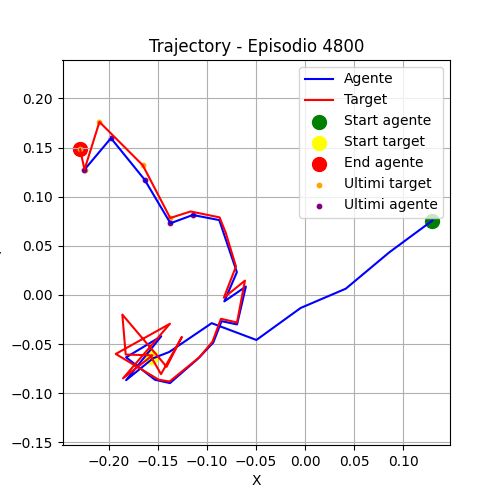 Trajectory - Episodio 4800
Agente
Target
Start agente
Start target
End agente
Ultimi target
Ultimi agente
0.20
0.15
0.10
0.05
0.00
−0.05
−0.10
−0.15
−0.20 −0.15 −0.10 −0.05 0.00 0.05 0.10
X